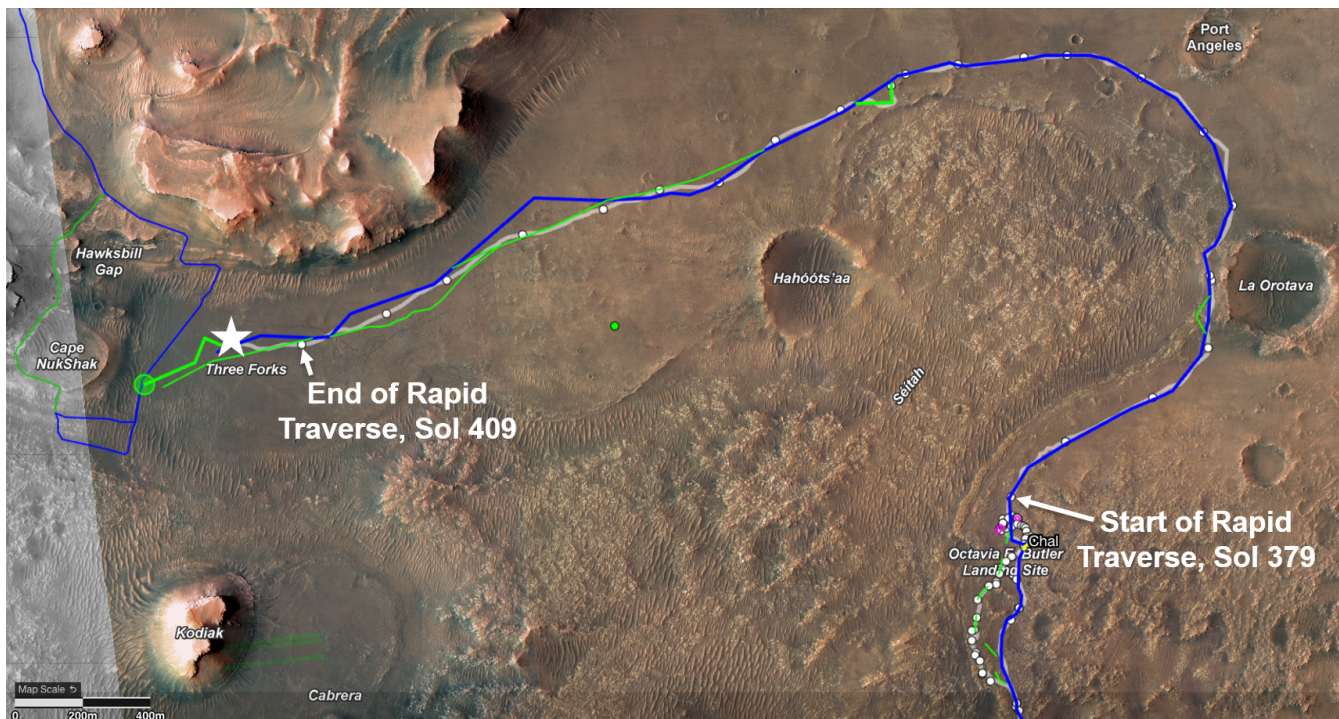 Port
Angeles
Hawksbill
Gap
Hahóóts'aa
La Orotava
Cape
NukShak
Three Forks
End of Rapid
Traverse, Sol 409
Séítah
Start of Rapid
Traverse, Sol 379
Chal
Octavia E. Butler
Landing Site
Kodiak
Cabrera
Map Scale
0 200m 400m